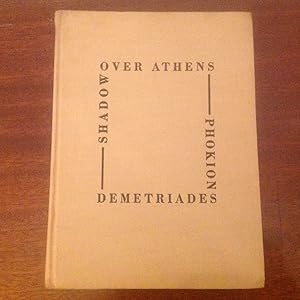 SHADOW
OVER ATHENS
PHOKION
DEMETRIADES